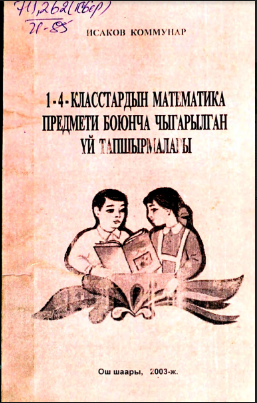 ИСАКОВ КОММУНАР
1-4-КЛАССТАРДЫН МАТЕМАТИКА
ПРЕДМЕТИ БОЮНЧА ЧЫГАРЫЛГАН
ҮЙ ТАПШЫРМАЛАРЫ
Ош шаары, 2003-ж.